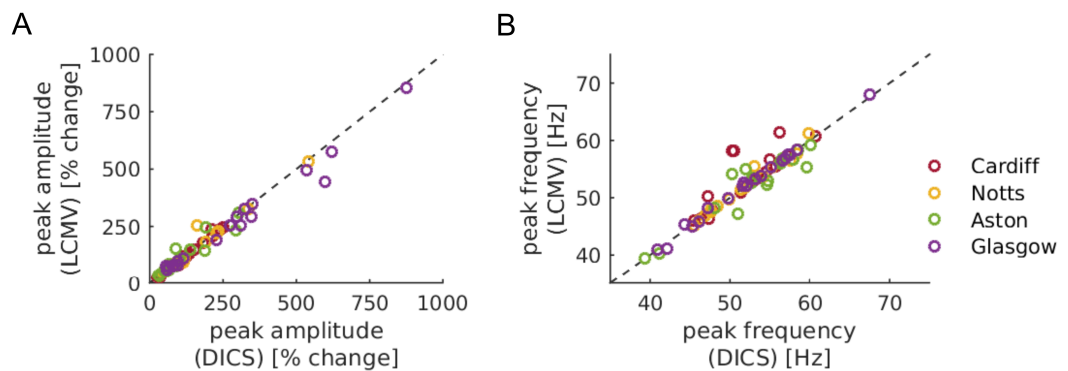 A
B
peak amplitude
(LCMV) [% change]
1000
750
500
250
0
0 250 500 750 1000
peak amplitude
(DICS) [% change]
peak frequency
(LCMV) [Hz]
70
60
50
40
40 50 60 70
peak frequency
(DICS) [Hz]
Cardiff
Notts
Aston
Glasgow